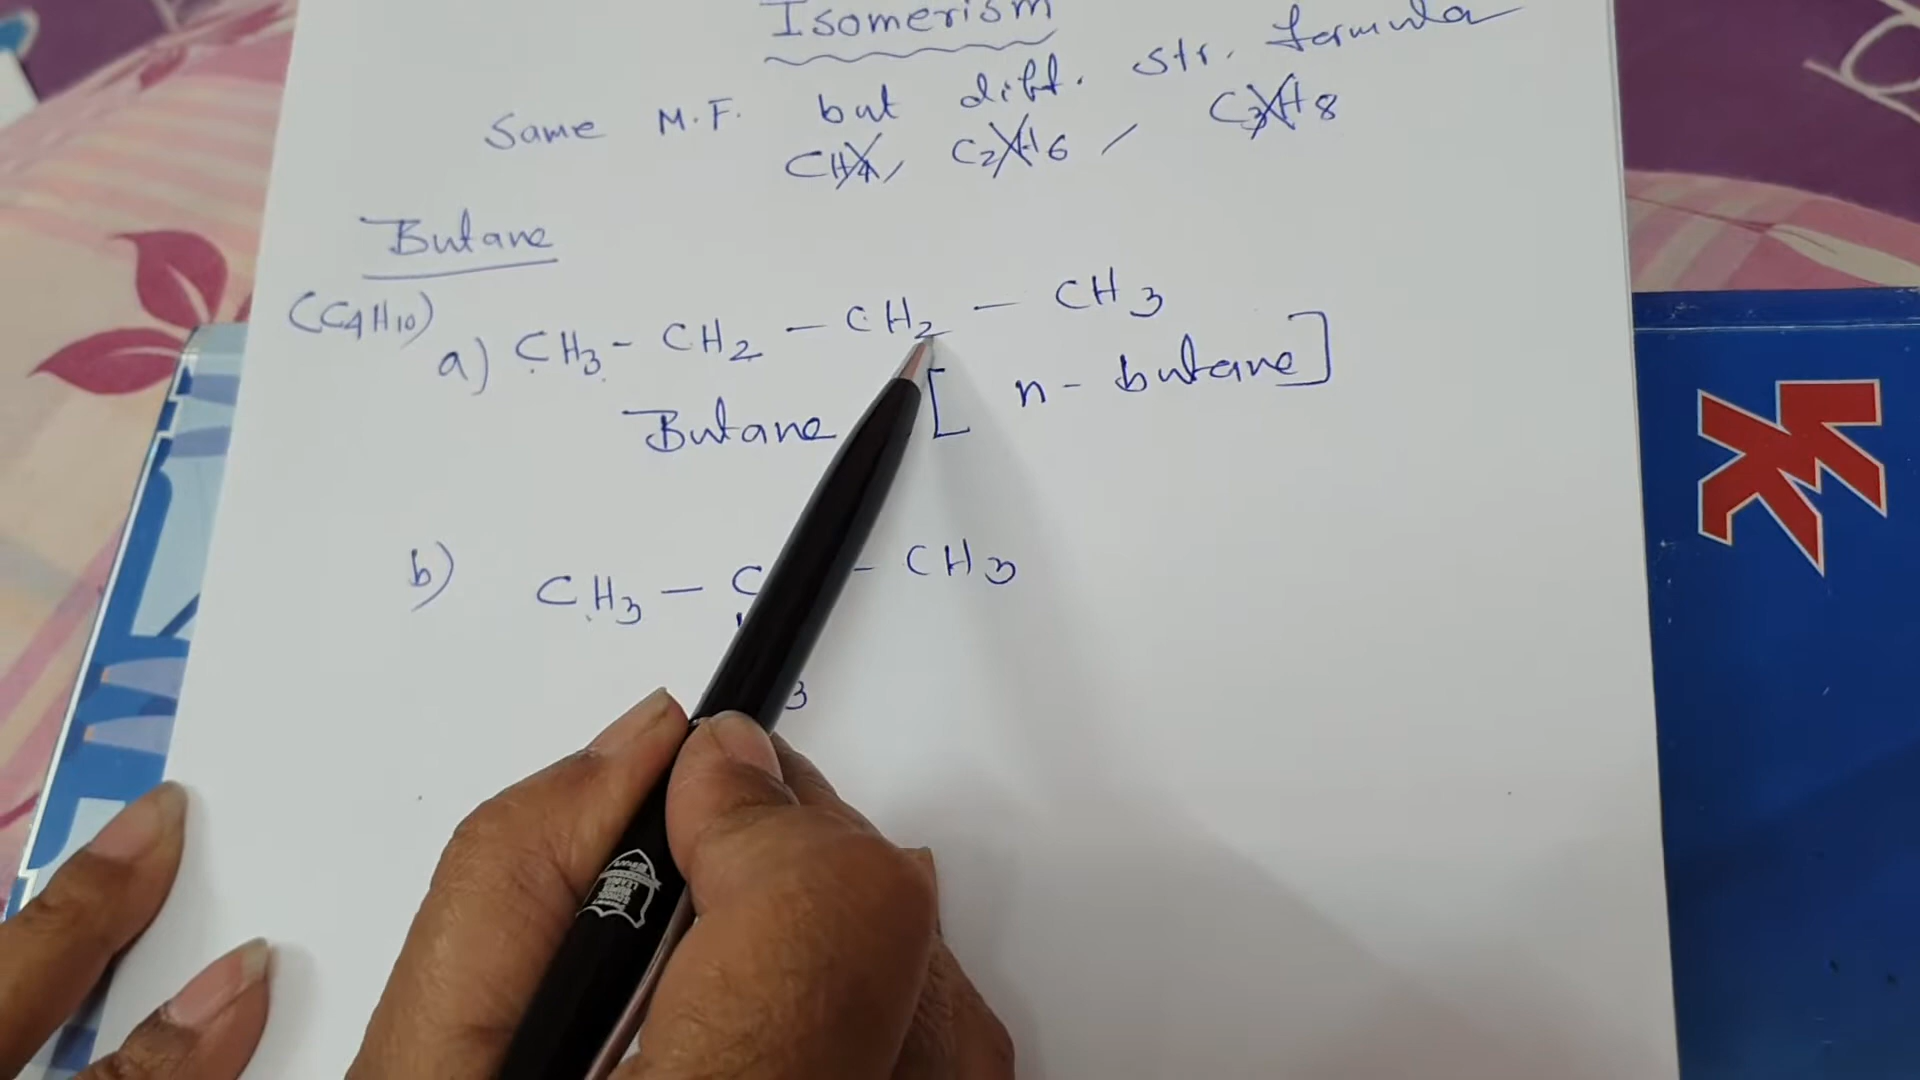 Isomerism
Same M.F. but diff. str. formula
CH4, C2H6, C3H8
Butane
(C4H10)
a) CH3 - CH2 - CH2 - CH3
Butane [n-butane]
b) CH3 - C - CH3
3